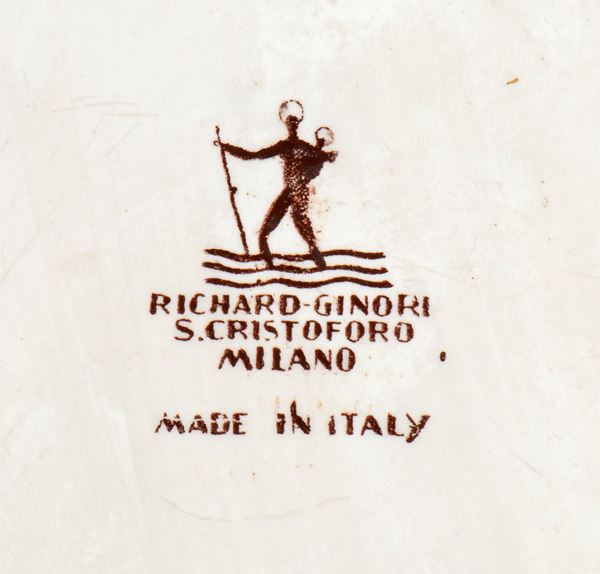 RICHARD-GINORI
S.CRISTOFORO
MILANO
MADE IN ITALY